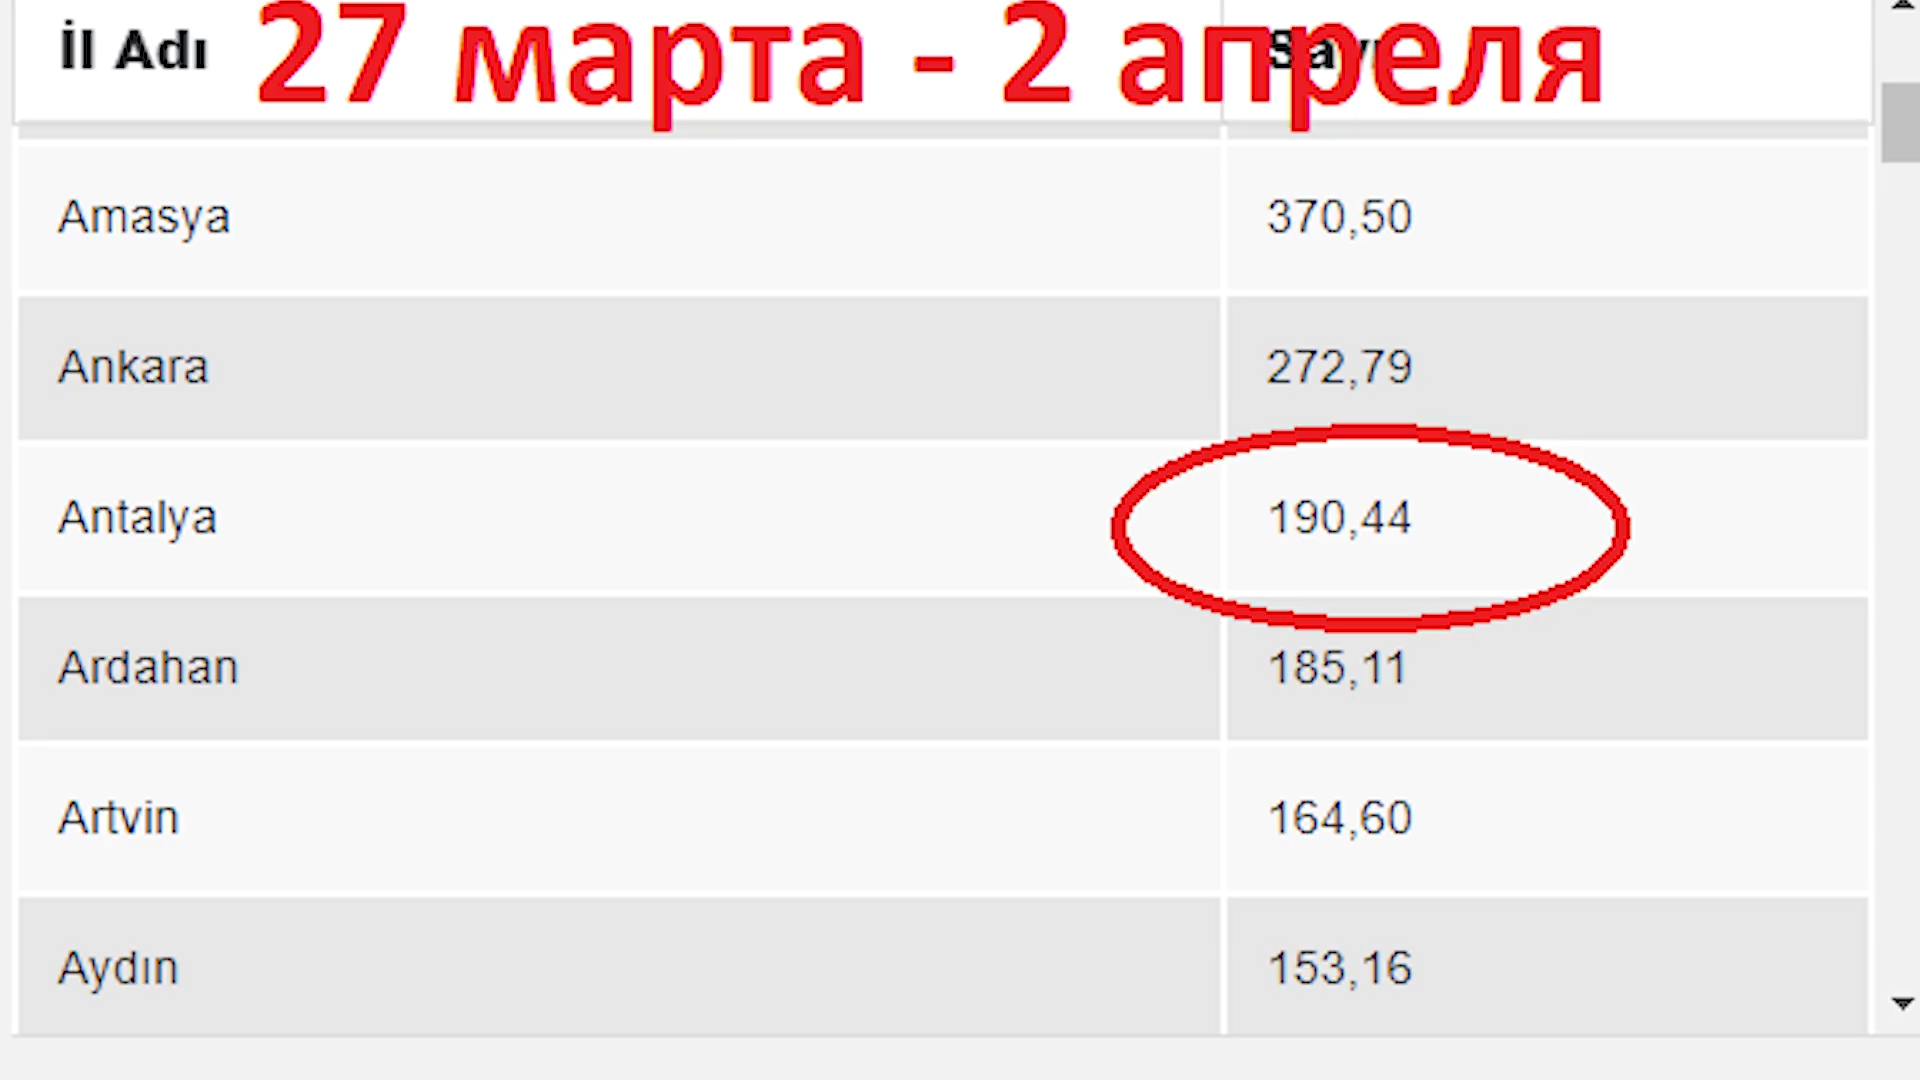 İl Adı Sayı
27 марта - 2 апреля
Amasya 370,50
Ankara 272,79
Antalya 190,44
Ardahan 185,11
Artvin 164,60
Aydın 153,16